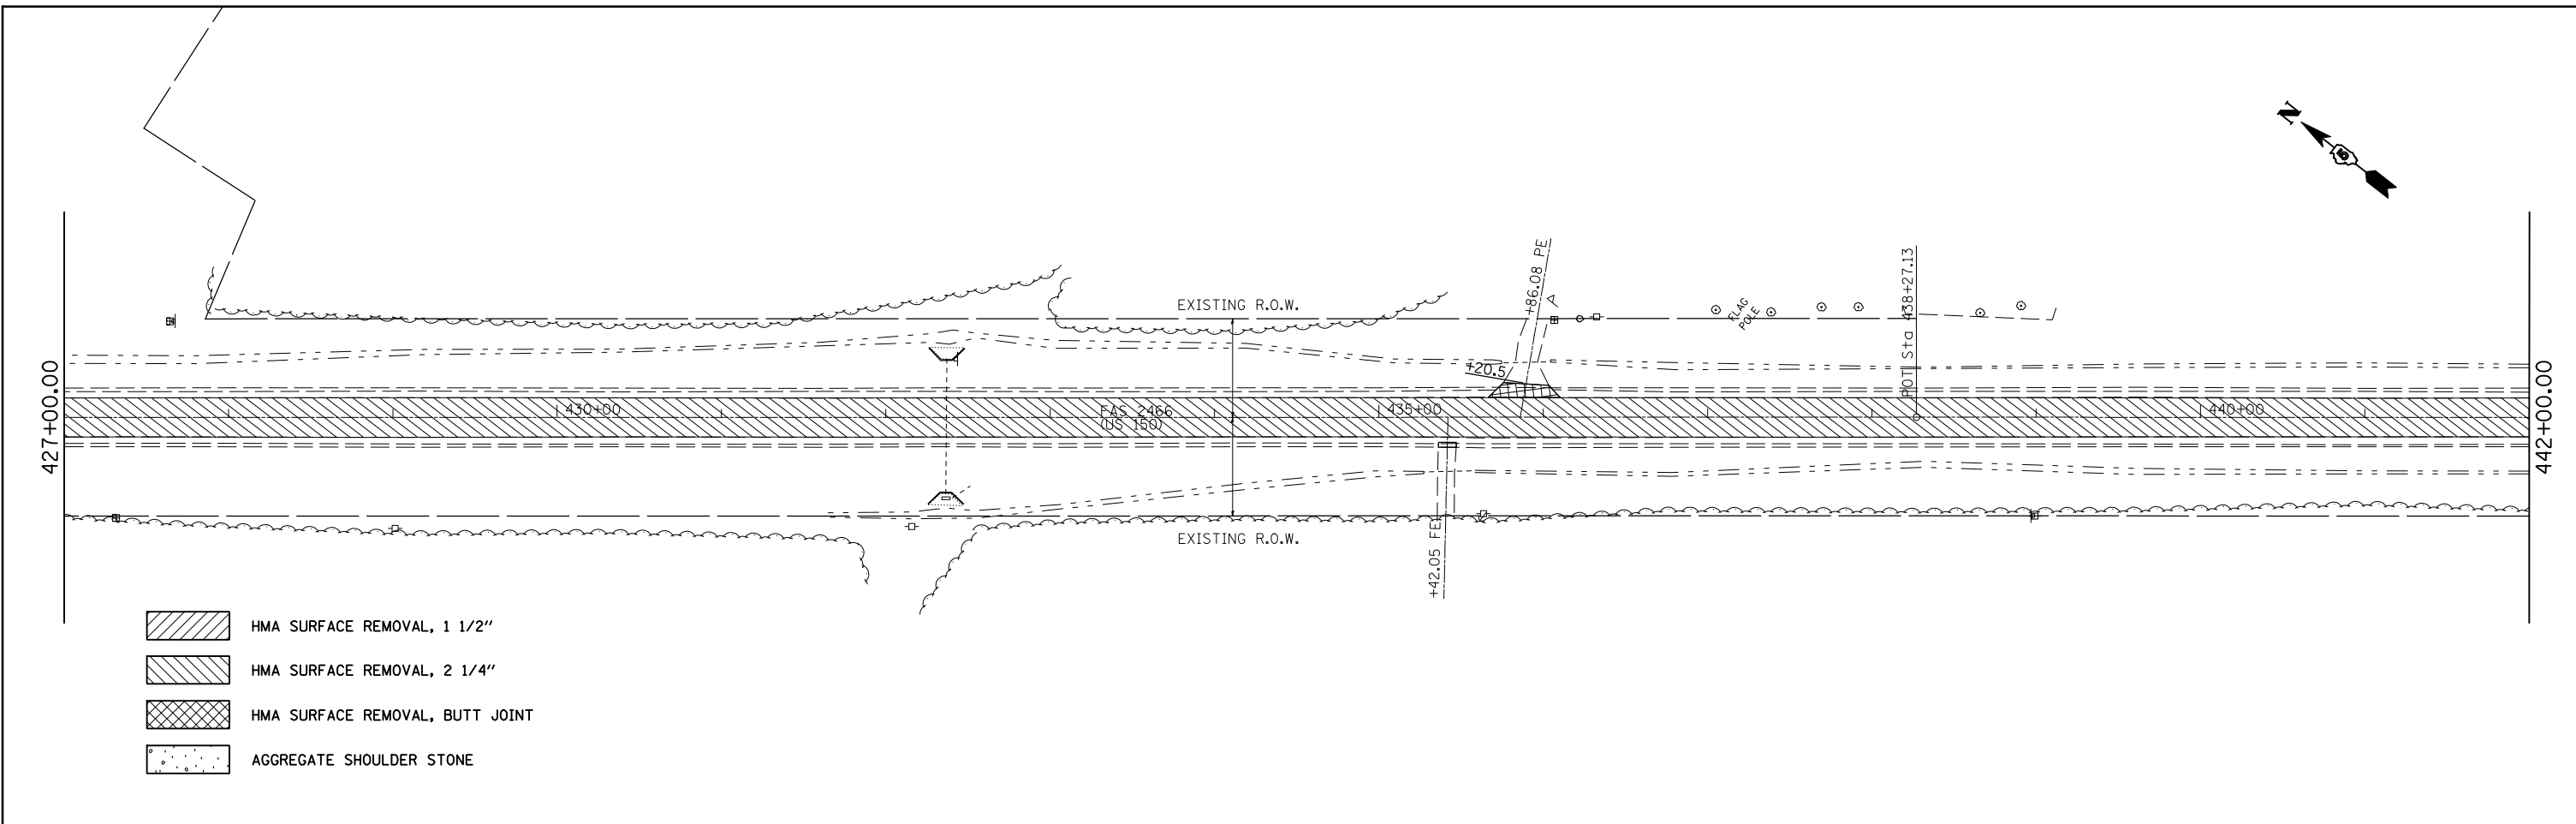 N
5
427+00.00
442+00.00
EXISTING R.O.W.
+86.08 PE
FLAG
POLE
POT Sta 438+27.13
+20.5
430+00
FAS 2466
(US 150)
435+00
440+00
EXISTING R.O.W.
+42.05 FE
HMA SURFACE REMOVAL, 1 1/2"
HMA SURFACE REMOVAL, 2 1/4"
HMA SURFACE REMOVAL, BUTT JOINT
AGGREGATE SHOULDER STONE